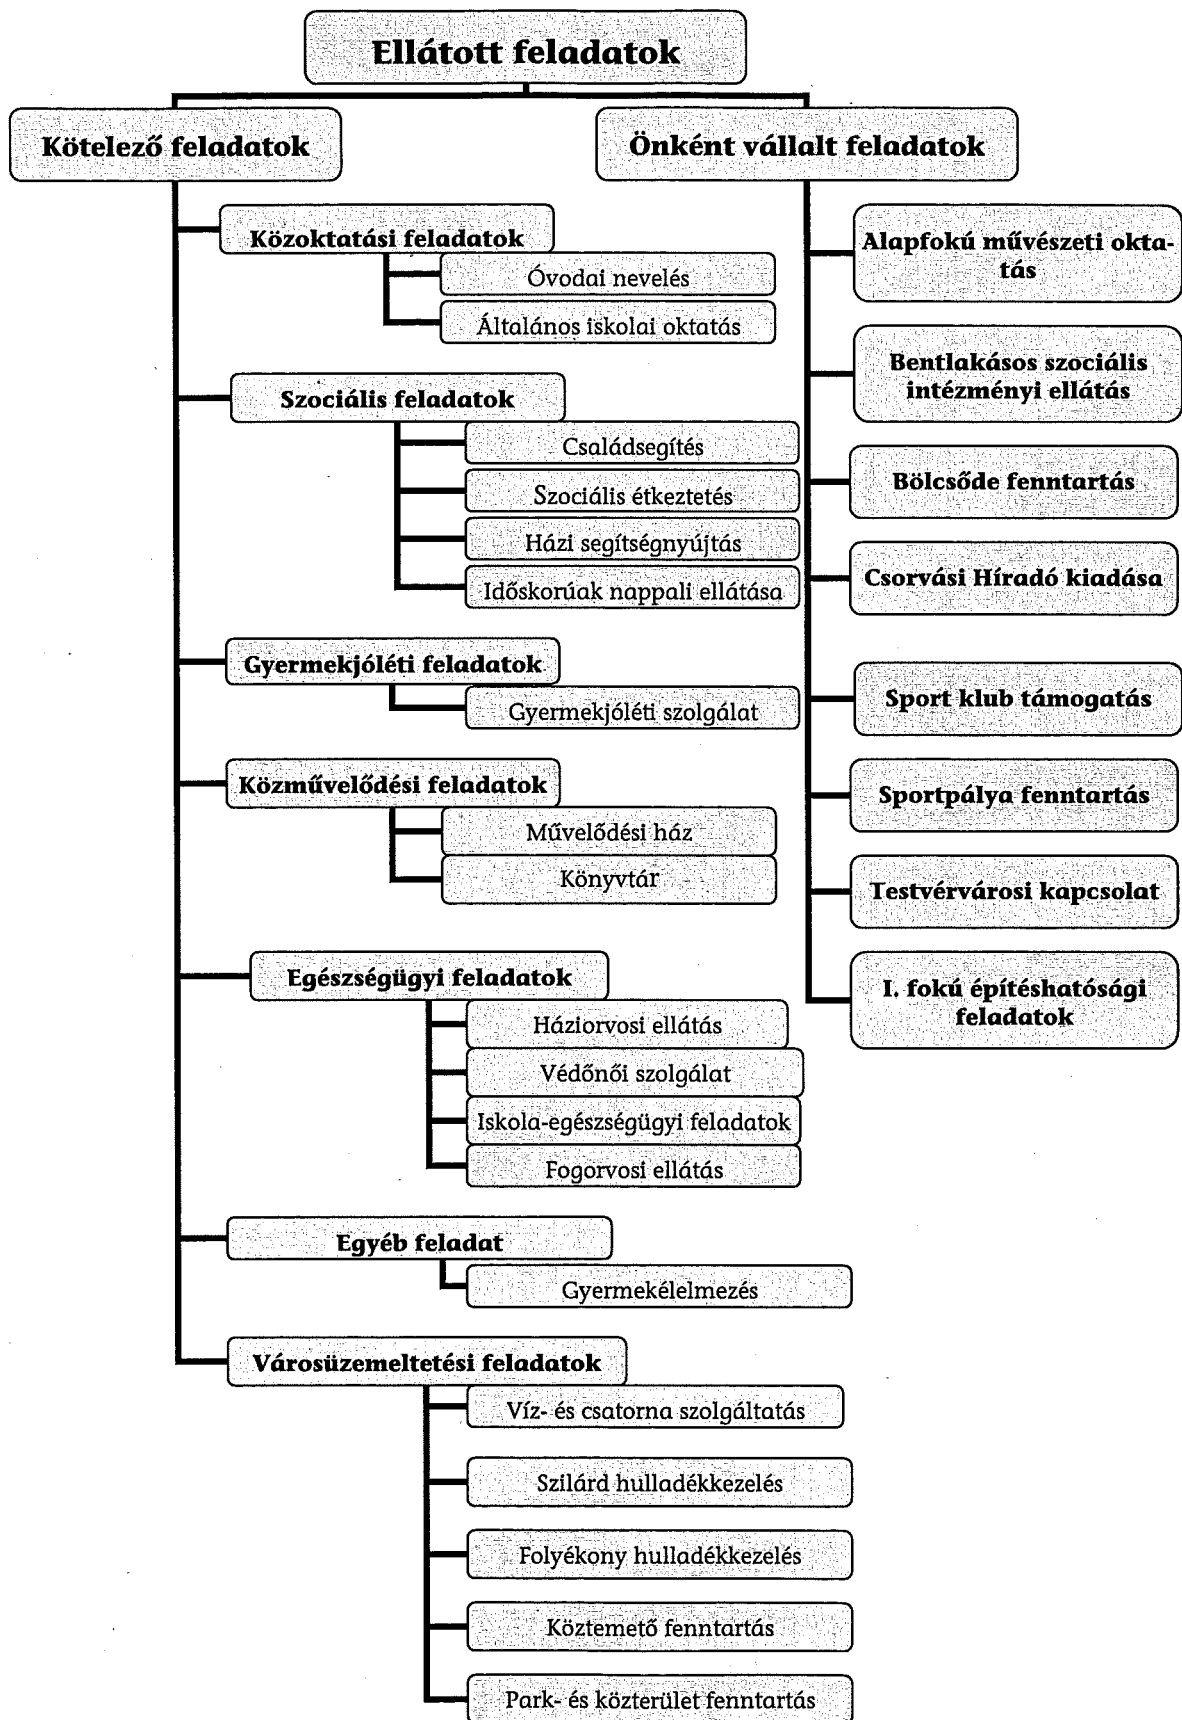 Ellátott feladatok
Kötelező feladatok
Közoktatási feladatok
Óvodai nevelés
Általános iskolai oktatás
Szociális feladatok
Családsegítés
Szociális étkeztetés
Házi segítségnyújtás
Időskorúak nappali ellátása
Gyermekjóléti feladatok
Gyermekjóléti szolgálat
Közművelődési feladatok
Művelődési ház
Könyvtár
Egészségügyi feladatok
Háziorvosi ellátás
Védőnői szolgálat
Iskola-egészségügyi feladatok
Fogorvosi ellátás
Egyéb feladat
Gyermekélelmezés
Városüzemeltetési feladatok
Víz- és csatorna szolgáltatás
Szilárd hulladékkezelés
Folyékony hulladékkezelés
Köztemető fenntartás
Park- és közterület fenntartás
Önként vállalt feladatok
Alapfokú művészeti okta-
tás
Bentlakásos szociális
intézményi ellátás
Bölcsőde fenntartás
Csorvási Híradó kiadása
Sport klub támogatás
Sportpálya fenntartás
Testvérvárosi kapcsolat
I. fokú építéshatósági
feladatok